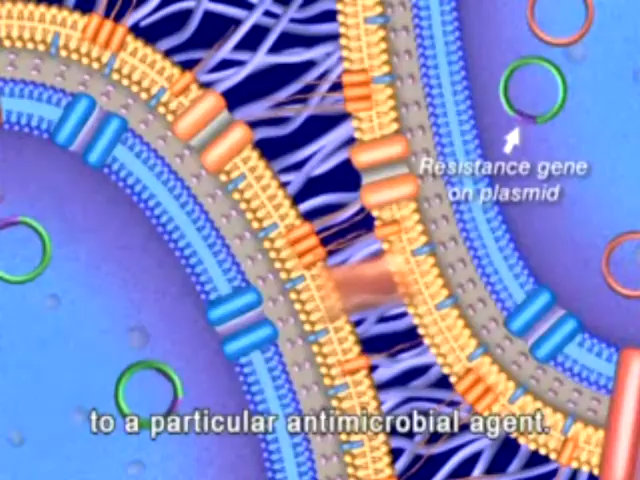 Resistance gene
on plasmid
to a particular antimicrobial agent.